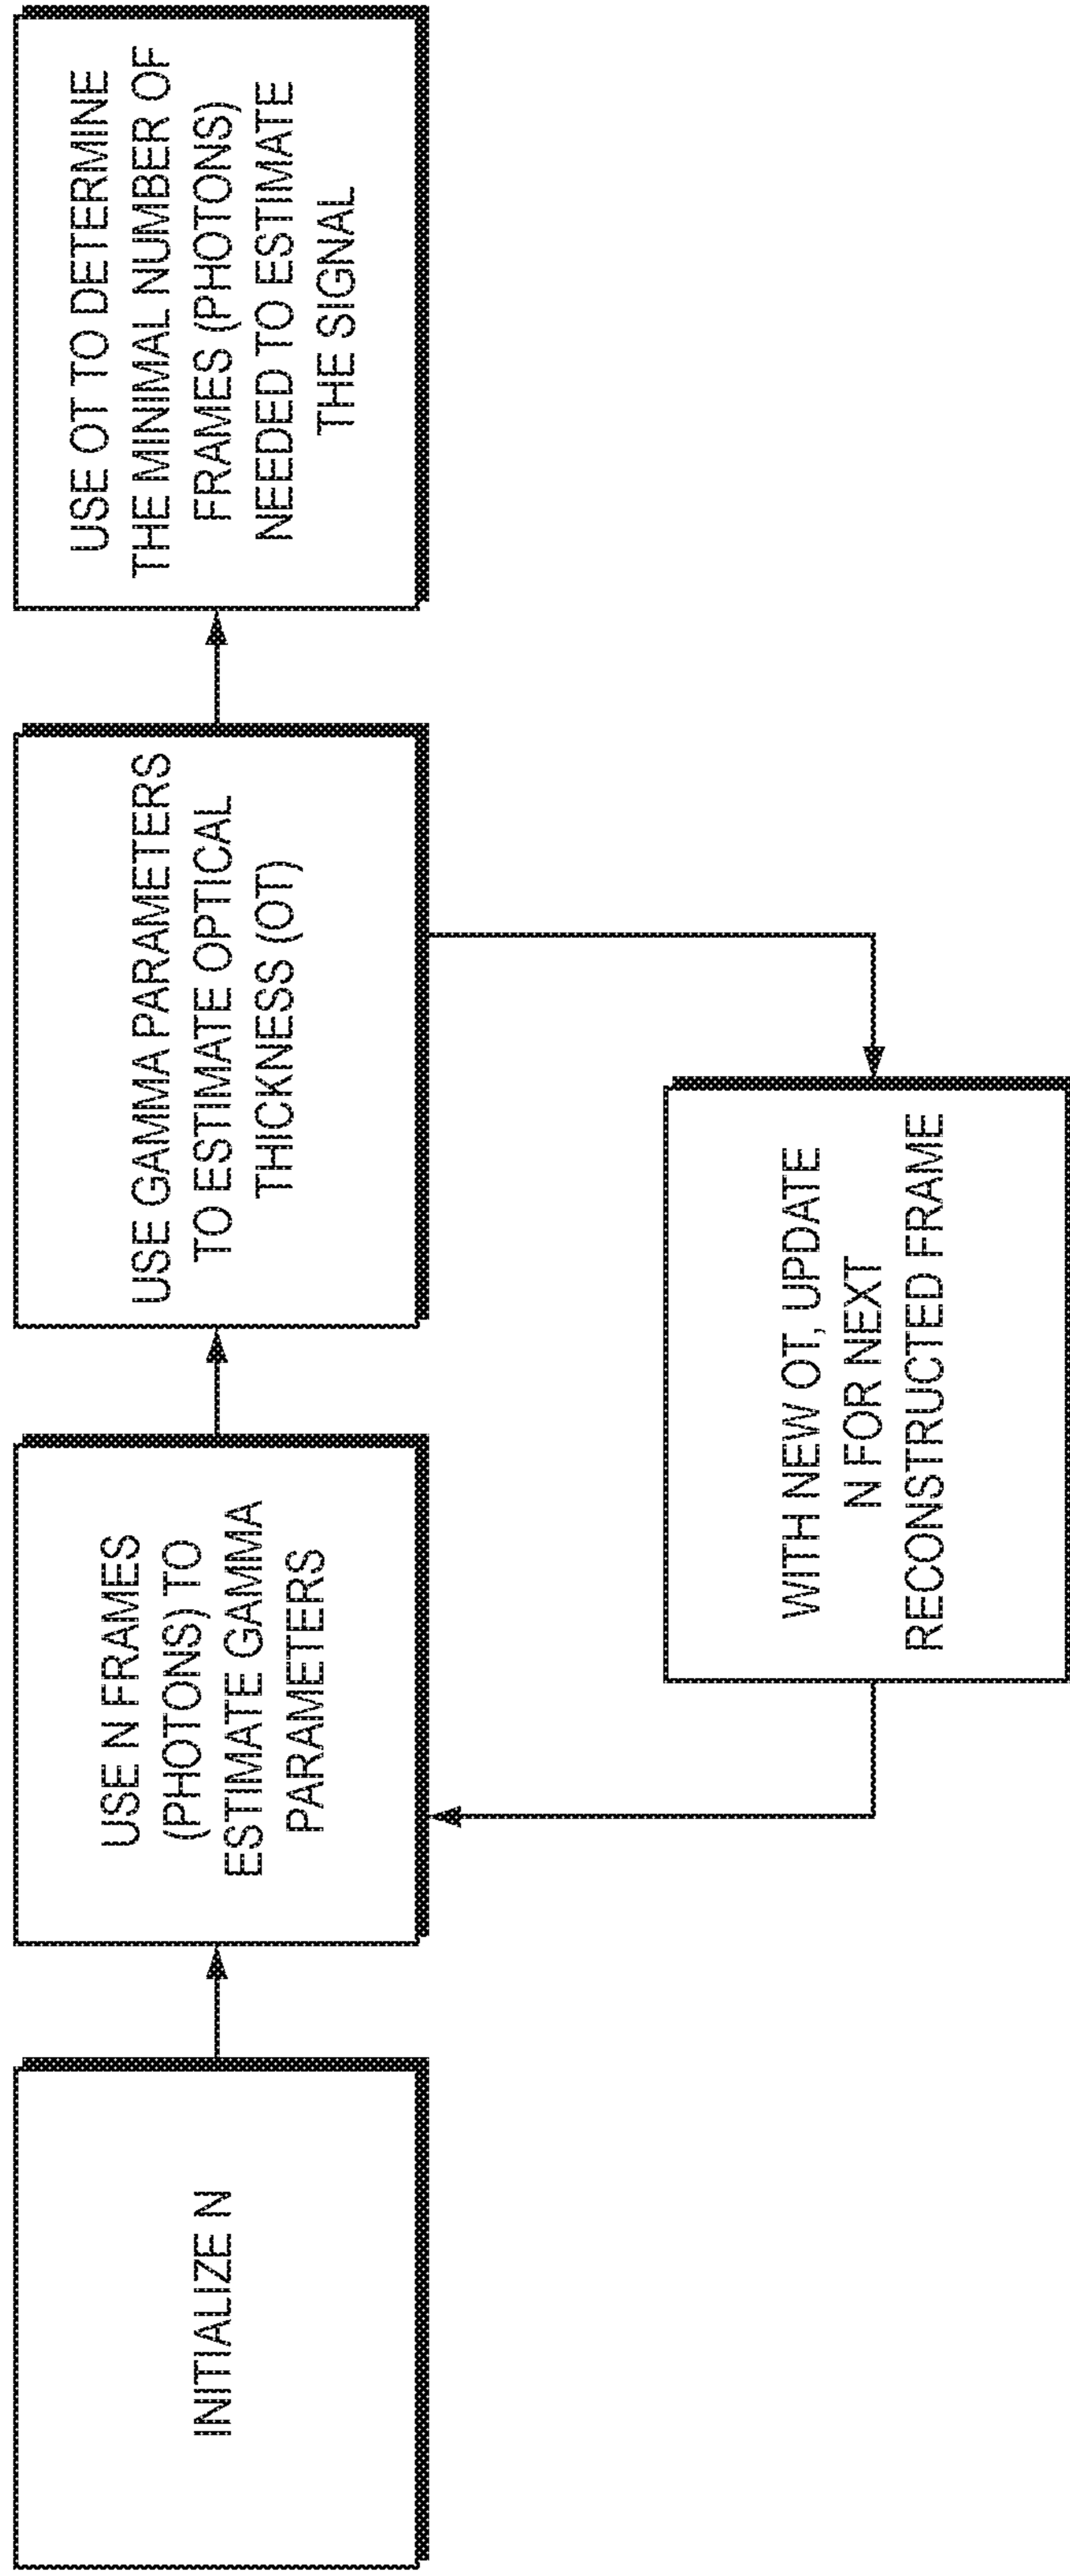 INITIALIZE N
USE N FRAMES
(PHOTONS) TO
ESTIMATE GAMMA
PARAMETERS
USE GAMMA PARAMETERS
TO ESTIMATE OPTICAL
THICKNESS (OT)
USE OT TO DETERMINE
THE MINIMAL NUMBER OF
FRAMES (PHOTONS)
NEEDED TO ESTIMATE
THE SIGNAL
WITH NEW OT, UPDATE
N FOR NEXT
RECONSTRUCTED FRAME